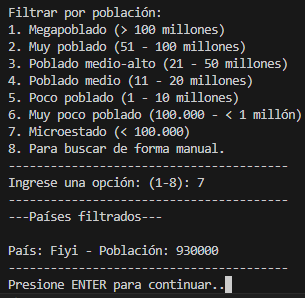 Filtrar por población:
1. Megapoblado (> 100 millones)
2. Muy poblado (51 - 100 millones)
3. Poblado medio-alto (21 - 50 millones)
4. Poblado medio (11 - 20 millones)
5. Poco poblado (1 - 10 millones)
6. Muy poco poblado (100.000 - < 1 millón)
7. Microestado (< 100.000)
8. Para buscar de forma manual.
----------------------------------------
Ingrese una opción: (1-8): 7
----------------------------------------
---Países filtrados---
País: Fiyi - Población: 930000
----------------------------------------
Presione ENTER para continuar..